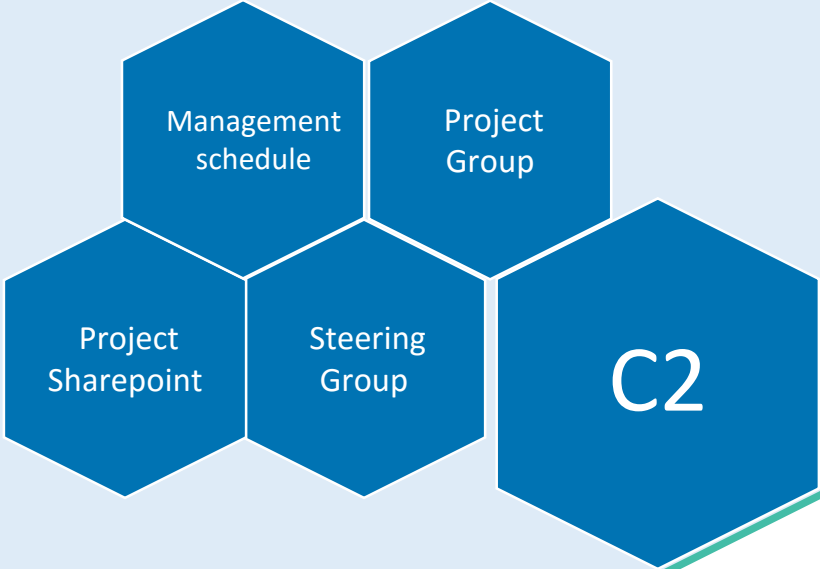 Management
schedule
Project
Group
Project
Sharepoint
Steering
Group
C2